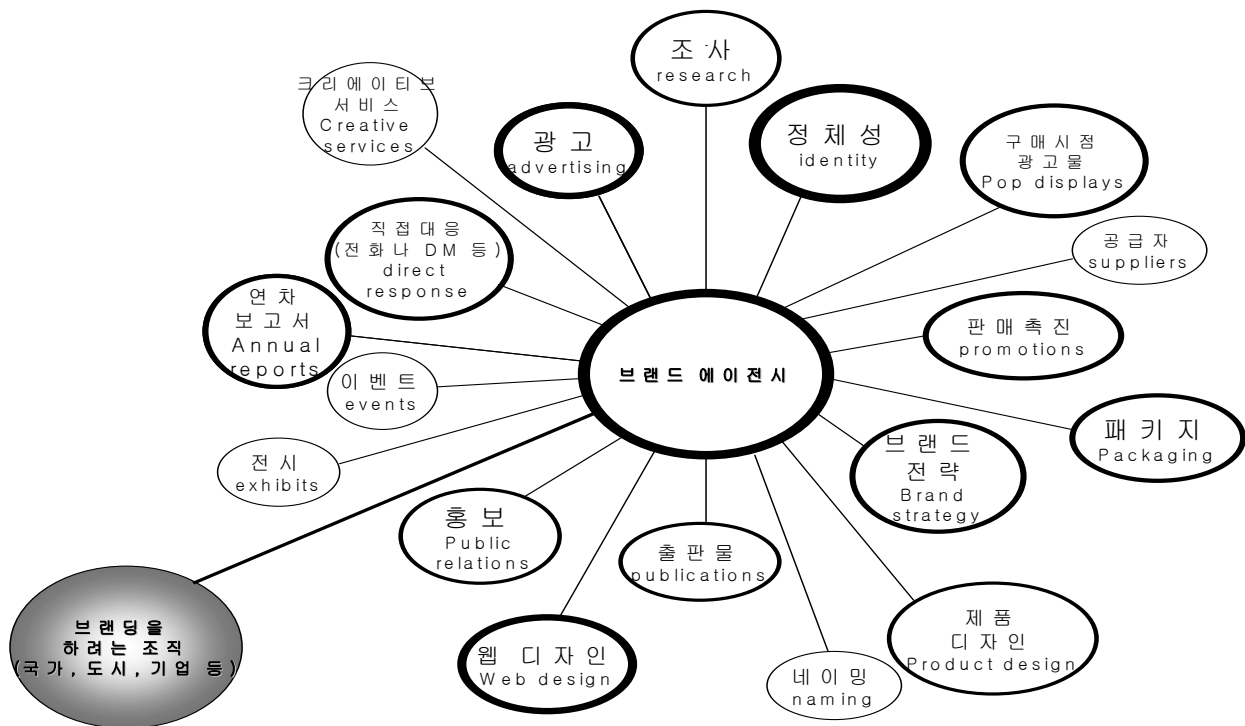 조 사
research
크리에이티브
서비스
Creative
services
광 고
advertising
정 체 성
identity
구매시점
광고물
Pop displays
직접대응
(전화나 DM 등)
direct
response
공급자
suppliers
연차
보고서
Annual
reports
판매촉진
promotions
이벤트
events
브랜드 에이전시
패키지
Packaging
브랜드
전략
Brand
strategy
전시
exhibits
홍보
Public
relations
출판물
publications
제품
디자인
Product design
브랜딩을
하려는 조직
(국가,도시,기업 등)
웹 디자인
Web design
네이밍
naming